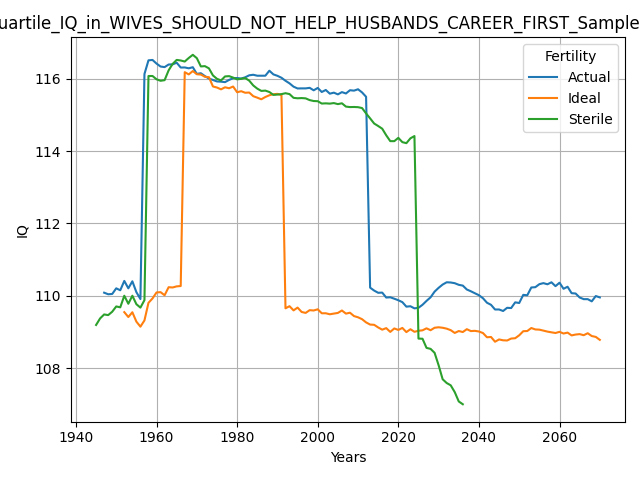 uartile_IQ_in_WIVES_SHOULD_NOT_HELP_HUSBANDS_CAREER_FIRST_Sample
Fertility
Actual
Ideal
Sterile
116
114
112
110
108
IQ
1940
1960
1980
2000
2020
2040
2060
Years